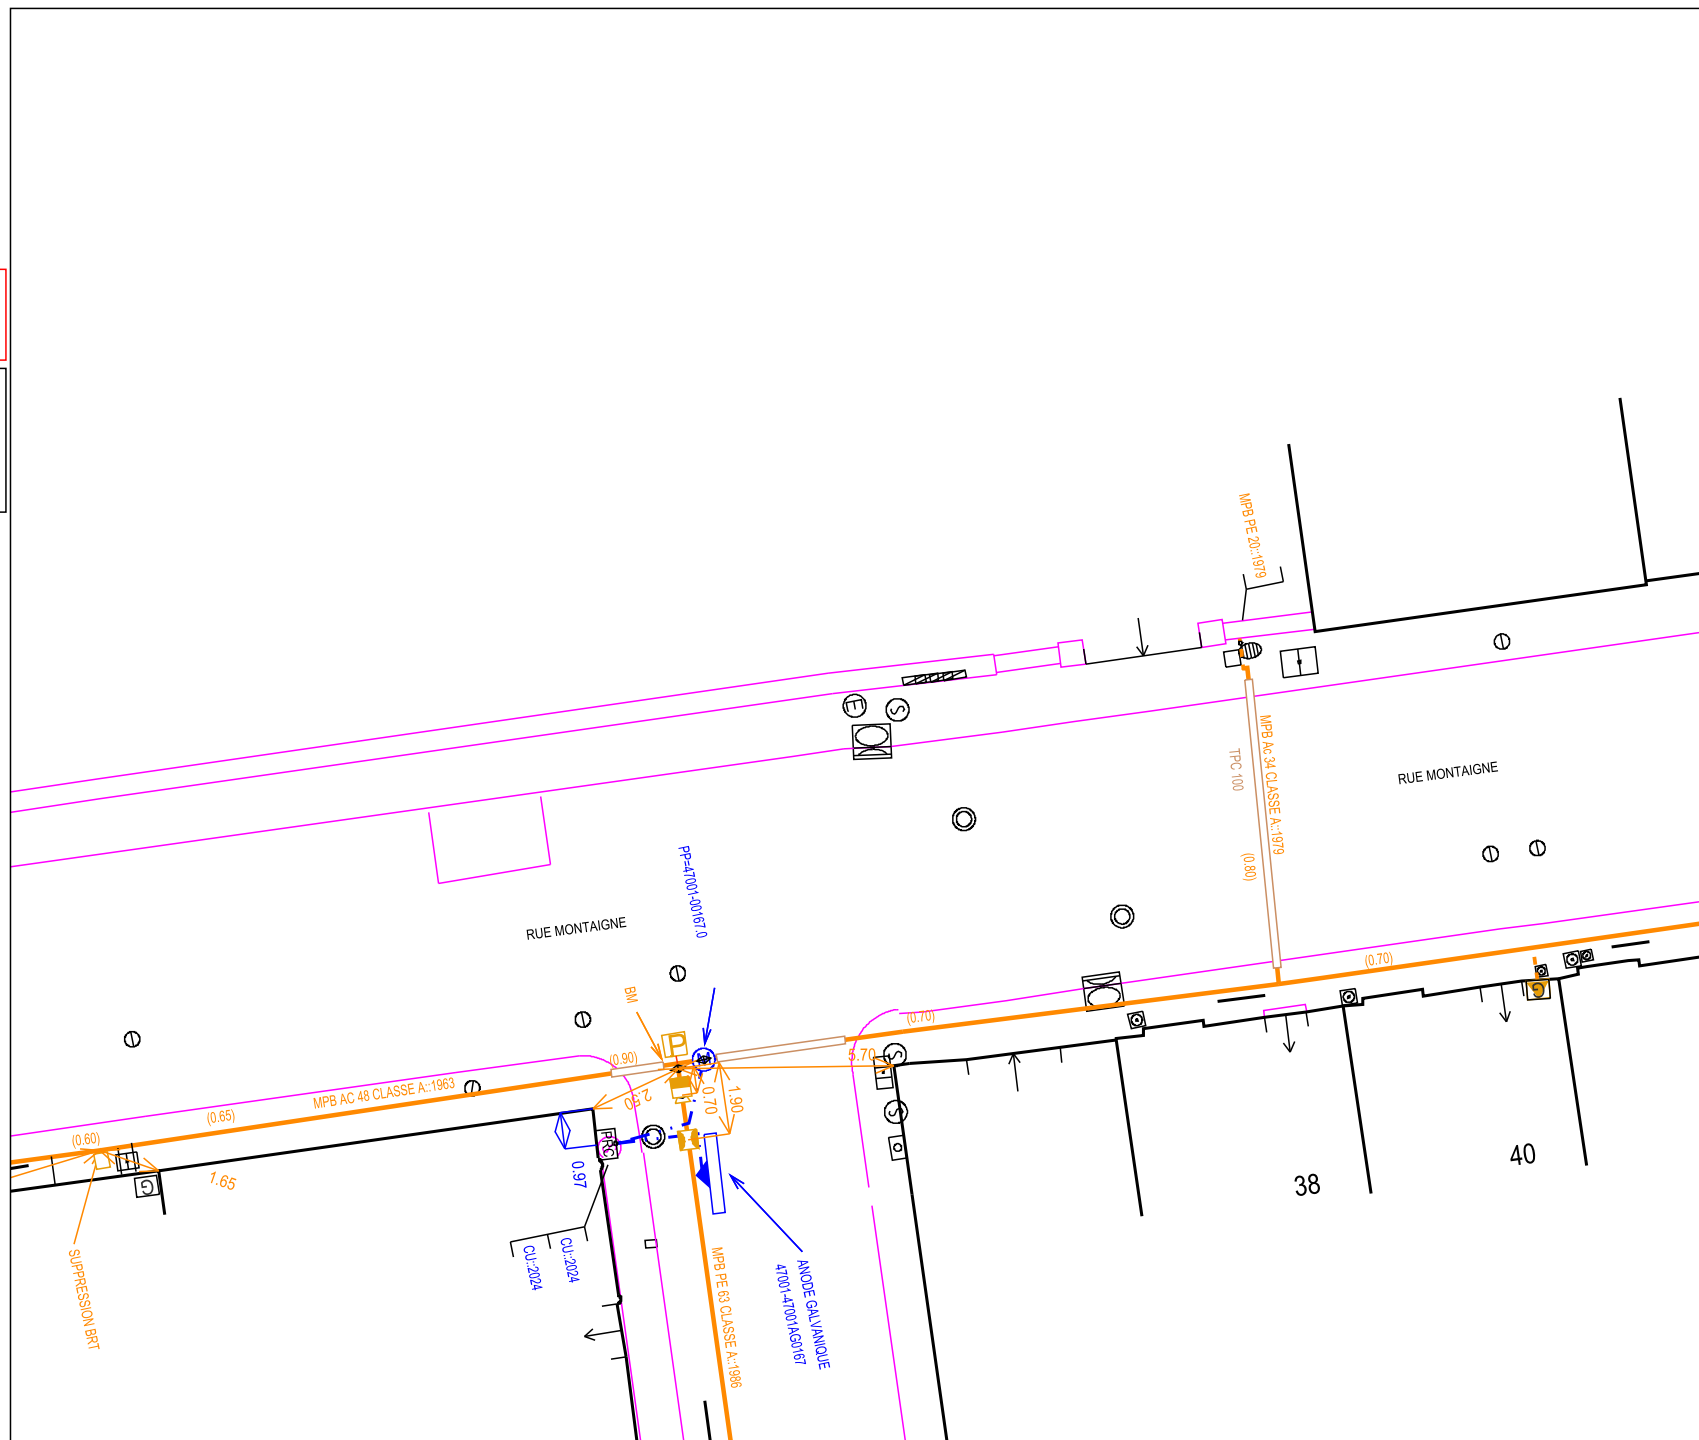 MPB PE 20::1979
E
S
MPB Ac 34 CLASSE A::1979
TPC 100
RUE MONTAIGNE
(0.80)
PP=47001-00167.0
RUE MONTAIGNE
(0.70)
G
BM
P
(0.70)
(0.90)
5.70
S
MPB AC 48 CLASSE A::1963
2.50
0.70
1.90
(0.65)
S
(0.60)
PRC
0.97
1.65
G
38
40
CU::2024
CU::2024
SUPPRESSION BRT
MPB PE 63 CLASSE A::1986
ANODE GALVANIQUE
47001-47001AG0167